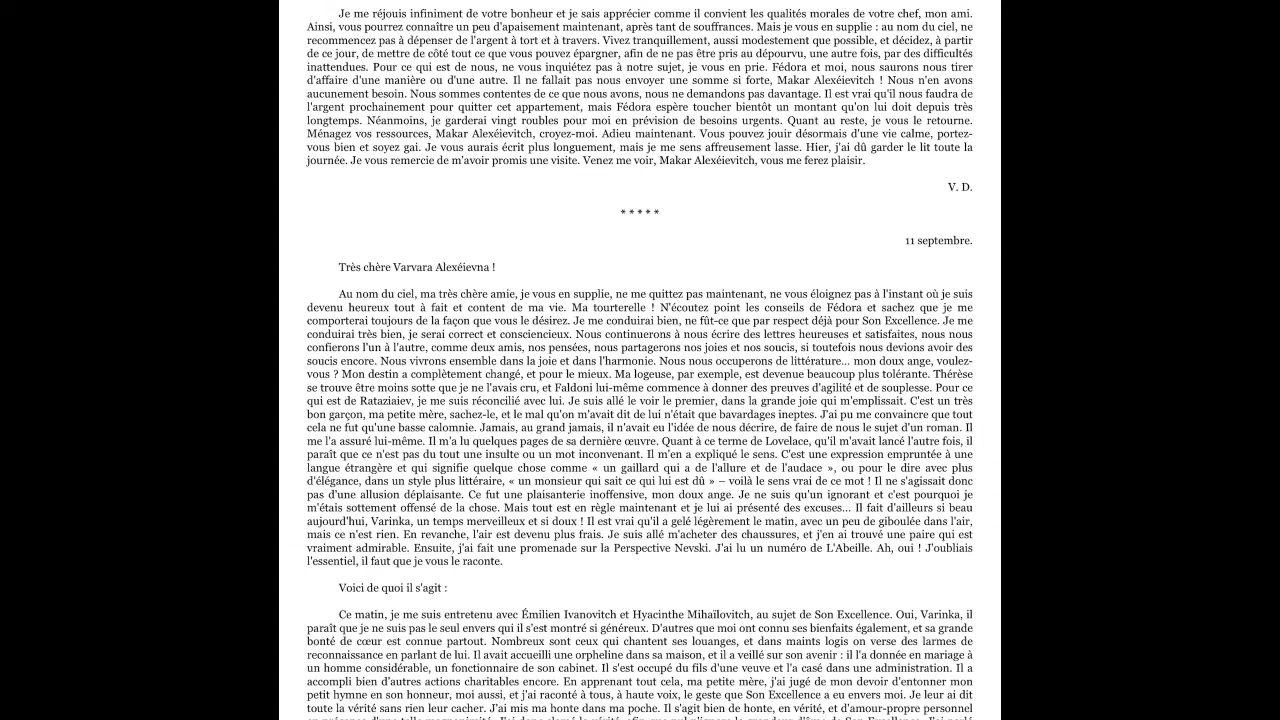 Je me réjouis infiniment de votre bonheur et je sais apprécier comme il convient les qualités morales de votre chef, mon ami.
Ainsi, vous pourrez connaître un peu d'apaisement maintenant, après tant de souffrances. Mais je vous en supplie : au nom du ciel, ne
recommencez pas à dépenser de l'argent à tort et à travers. Vivez tranquillement, aussi modestement que possible, et décidez, à partir
de ce jour, de mettre de côté tout ce que vous pouvez épargner, afin de ne pas être pris au dépourvu, une autre fois, par des difficultés
inattendues. Pour ce qui est de nous, ne vous inquiétez pas à notre sujet, je vous en prie. Fédora et moi, nous saurons nous tirer
d'affaire d'une manière ou d'une autre. Il ne fallait pas nous envoyer une somme si forte, Makar Alexéievitch ! Nous n'en avons
aucunement besoin. Nous sommes contentes de ce que nous avons, nous ne demandons pas davantage. Il est vrai qu'il nous faudra de
l'argent prochainement pour quitter cet appartement, mais Fédora espère toucher bientôt un montant qu'on lui doit depuis très
longtemps. Néanmoins, je garderai vingt roubles pour moi en prévision de besoins urgents. Quant au reste, je vous le retourne.
Ménagez vos ressources, Makar Alexéievitch, croyez-moi. Adieu maintenant. Vous pouvez jouir désormais d'une vie calme, portez-
vous bien et soyez gai. Je vous aurais écrit plus longuement, mais je me sens affreusement lasse. Hier, j'ai dû garder le lit toute la
journée. Je vous remercie de m'avoir promis une visite. Venez me voir, Makar Alexéievitch, vous me ferez plaisir.
V. D.
* * * * *
11 septembre.
Très chère Varvara Alexéievna !
Au nom du ciel, ma très chère amie, je vous en supplie, ne me quittez pas maintenant, ne vous éloignez pas à l'instant où je suis
devenu heureux tout à fait et content de ma vie. Ma tourterelle ! N'écoutez point les conseils de Fédora et sachez que je me
comporterai toujours de la façon que vous le désirez. Je me conduirai bien, ne fût-ce que par respect déjà pour Son Excellence. Je me
conduirai très bien, je serai correct et consciencieux. Nous continuerons à nous écrire des lettres heureuses et satisfaites, nous nous
confierons l'un à l'autre, comme deux amis, nos pensées, nous partagerons nos joies et nos soucis, si toutefois nous devions avoir des
soucis encore. Nous vivrons ensemble dans la joie et dans l'harmonie. Nous nous occuperons de littérature... mon doux ange, voulez-
vous ? Mon destin a complètement changé, et pour le mieux. Ma logeuse, par exemple, est devenue beaucoup plus tolérante. Thérèse
se trouve être moins sotte que je ne l'avais cru, et Faldoni lui-même commence à donner des preuves d'agilité et de souplesse. Pour ce
qui est de Rataziaiev, je me suis réconcilié avec lui. Je suis allé le voir le premier, dans la grande joie qui m'emplissait. C'est un très
bon garçon, ma petite mère, sachez-le, et le mal qu'on m'avait dit de lui n'était que bavardages ineptes. J'ai pu me convaincre que tout
cela ne fut qu'une basse calomnie. Jamais, au grand jamais, il n'avait eu l'idée de nous décrire, de faire de nous le sujet d'un roman. Il
me l'a assuré lui-même. Il m'a lu quelques pages de sa dernière œuvre. Quant à ce terme de Lovelace, qu'il m'avait lancé l'autre fois, il
paraît que ce n'est pas du tout une insulte ou un mot inconvenant. Il m'en a expliqué le sens. C'est une expression empruntée à une
langue étrangère et qui signifie quelque chose comme « un gaillard qui a de l'allure et de l'audace », ou pour le dire avec plus
d'élégance, dans un style plus littéraire, « un monsieur qui sait ce qui lui est dû » – voilà le sens vrai de ce mot ! Il ne s'agissait donc
pas d'une allusion déplaisante. Ce fut une plaisanterie inoffensive, mon doux ange. Je ne suis qu'un ignorant et c'est pourquoi je
m'étais sottement offensé de la chose. Mais tout est en règle maintenant et je lui ai présenté des excuses... Il fait d'ailleurs si beau
aujourd'hui, Varinka, un temps merveilleux et si doux ! Il est vrai qu'il a gelé légèrement le matin, avec un peu de giboulée dans l'air,
mais ce n'est rien. En revanche, l'air est devenu plus frais. Je suis allé m'acheter des chaussures, et j'en ai trouvé une paire qui est
vraiment admirable. Ensuite, j'ai fait une promenade sur la Perspective Nevski. J'ai lu un numéro de L'Abeille. Ah, oui ! J'oubliais
l'essentiel, il faut que je vous le raconte.
Voici de quoi il s'agit :
Ce matin, je me suis entretenu avec Émilien Ivanovitch et Hyacinthe Mihaïlovitch, au sujet de Son Excellence. Oui, Varinka, il
paraît que je ne suis pas le seul envers qui il s'est montré si généreux. D'autres que moi ont connu ses bienfaits également, et sa grande
bonté de cœur est connue partout. Nombreux sont ceux qui chantent ses louanges, et dans maints logis on verse des larmes de
reconnaissance en parlant de lui. Il avait accueilli une orpheline dans sa maison, et il a veillé sur son avenir : il l'a donnée en mariage à
un homme considérable, un fonctionnaire de son cabinet. Il s'est occupé du fils d'une veuve et l'a casé dans une administration. Il a
accompli bien d'autres actions charitables encore. En apprenant tout cela, ma petite mère, j'ai jugé de mon devoir d'entonner mon
petit hymne en son honneur, moi aussi, et j'ai raconté à tous, à haute voix, le geste que Son Excellence a eu envers moi. Je leur ai dit
toute la vérité sans rien leur cacher. J'ai mis ma honte dans ma poche. Il s'agit bien de honte, en vérité, et d'amour-propre personnel